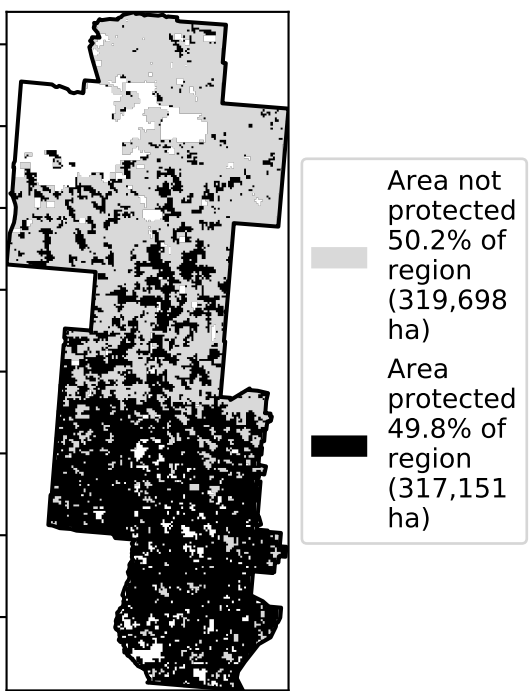 Area not
protected
50.2% of
region
(319,698
ha)
Area
protected
49.8% of
region
(317,151
ha)